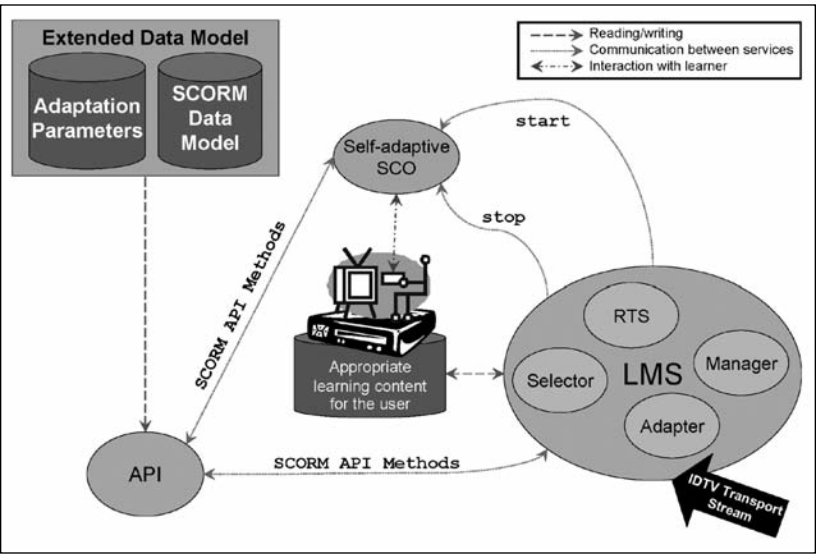 Extended Data Model
Adaptation
Parameters
SCORM
Data
Model
Reading/writing
Communication between services
Interaction with learner
Self-adaptive
SCO
start
stop
SCORM API Methods
Appropriate
learning content
for the user
RTS
Selector
LMS
Manager
Adapter
API
SCORM API Methods
IDTV Transport
Stream